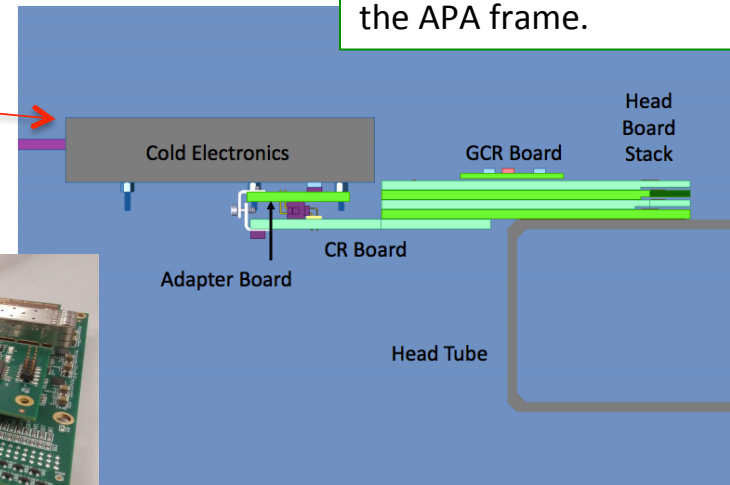 the APA frame.
Head
Board
Stack
Cold Electronics
GCR Board
CR Board
Adapter Board
Head Tube